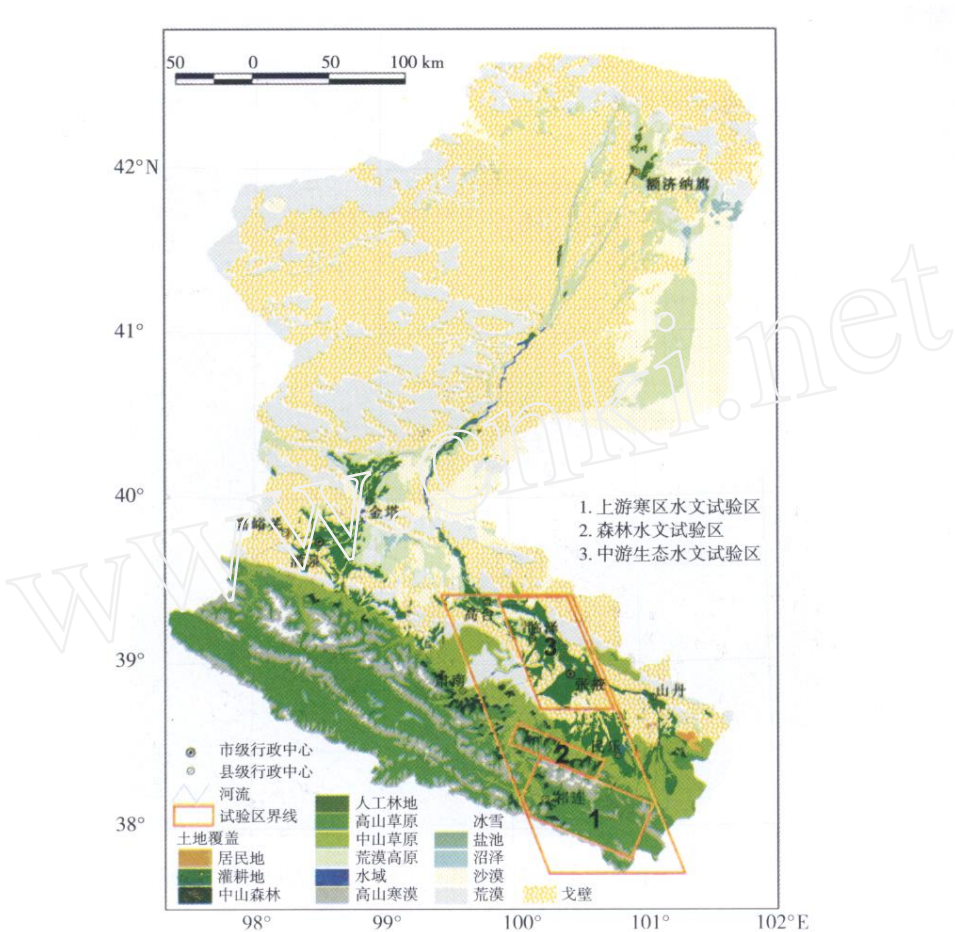 50 0 50 100 km
42°N
额济纳旗
41°
40°
金塔
1. 上游寒区水文试验区
2. 森林水文试验区
3. 中游生态水文试验区
高台
3
39°
张掖
肃南
山丹
2
祁连
1
38°
市级行政中心
县级行政中心
河流
试验区界线
土地覆盖
居民地
灌耕地
中山森林
人工林地
高山草原
中山草原
荒漠高原
水域
高山寒漠
冰雪
盐池
沼泽
沙漠
荒漠
戈壁
98° 99° 100° 101° 102°E
www.cnki.net